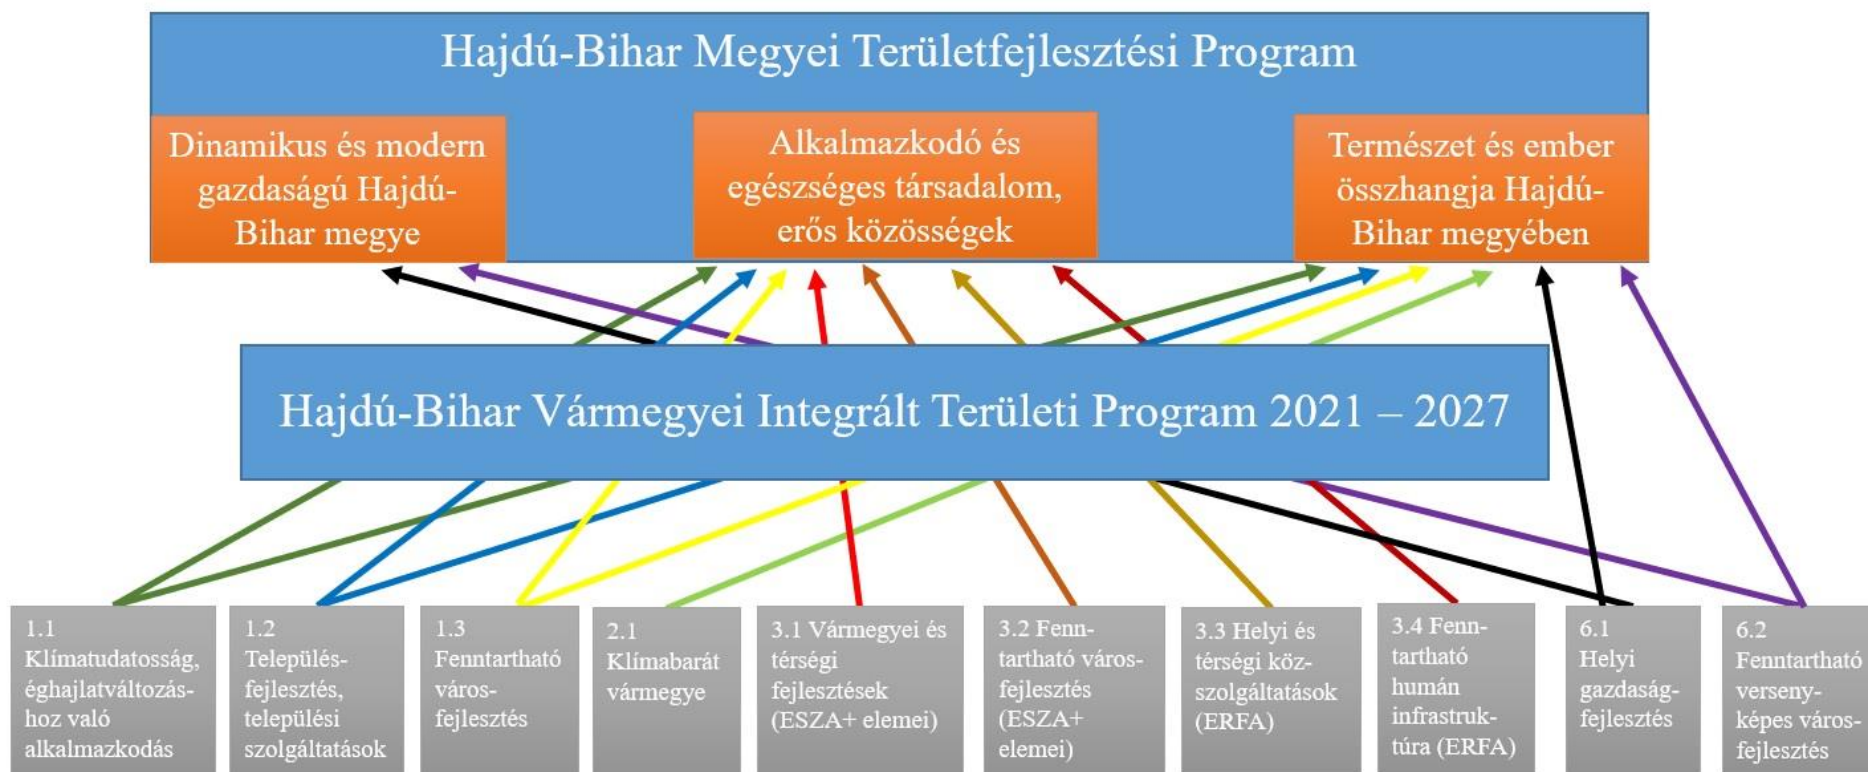 Hajdú-Bihar Megyei Területfejlesztési Program
Dinamikus és modern
gazdaságú Hajdú-
Bihar megye
Alkalmazkodó és
egészséges társadalom,
erős közösségek
Természet és ember
összhangja Hajdú-
Bihar megyében
Hajdú-Bihar Vármegyei Integrált Területi Program 2021 – 2027
1.1
Klímatudatosság,
éghajlatváltozás-
hoz való
alkalmazkodás
1.2
Település-
fejlesztés,
települési
szolgáltatások
1.3
Fenntartható
város-
fejlesztés
2.1
Klímabarát
vármegye
3.1 Vármegyei és
térségi
fejlesztések
(ESZA+ elemei)
3.2 Fenn-
tartható város-
fejlesztés
(ESZA+
elemei)
3.3 Helyi és
térségi köz-
szolgáltatások
(ERFA)
3.4 Fenn-
tartható
humán
infrastruk-
túra (ERFA)
6.1
Helyi
gazdaság-
fejlesztés
6.2
Fenntartható
verseny-
képes város-
fejlesztés